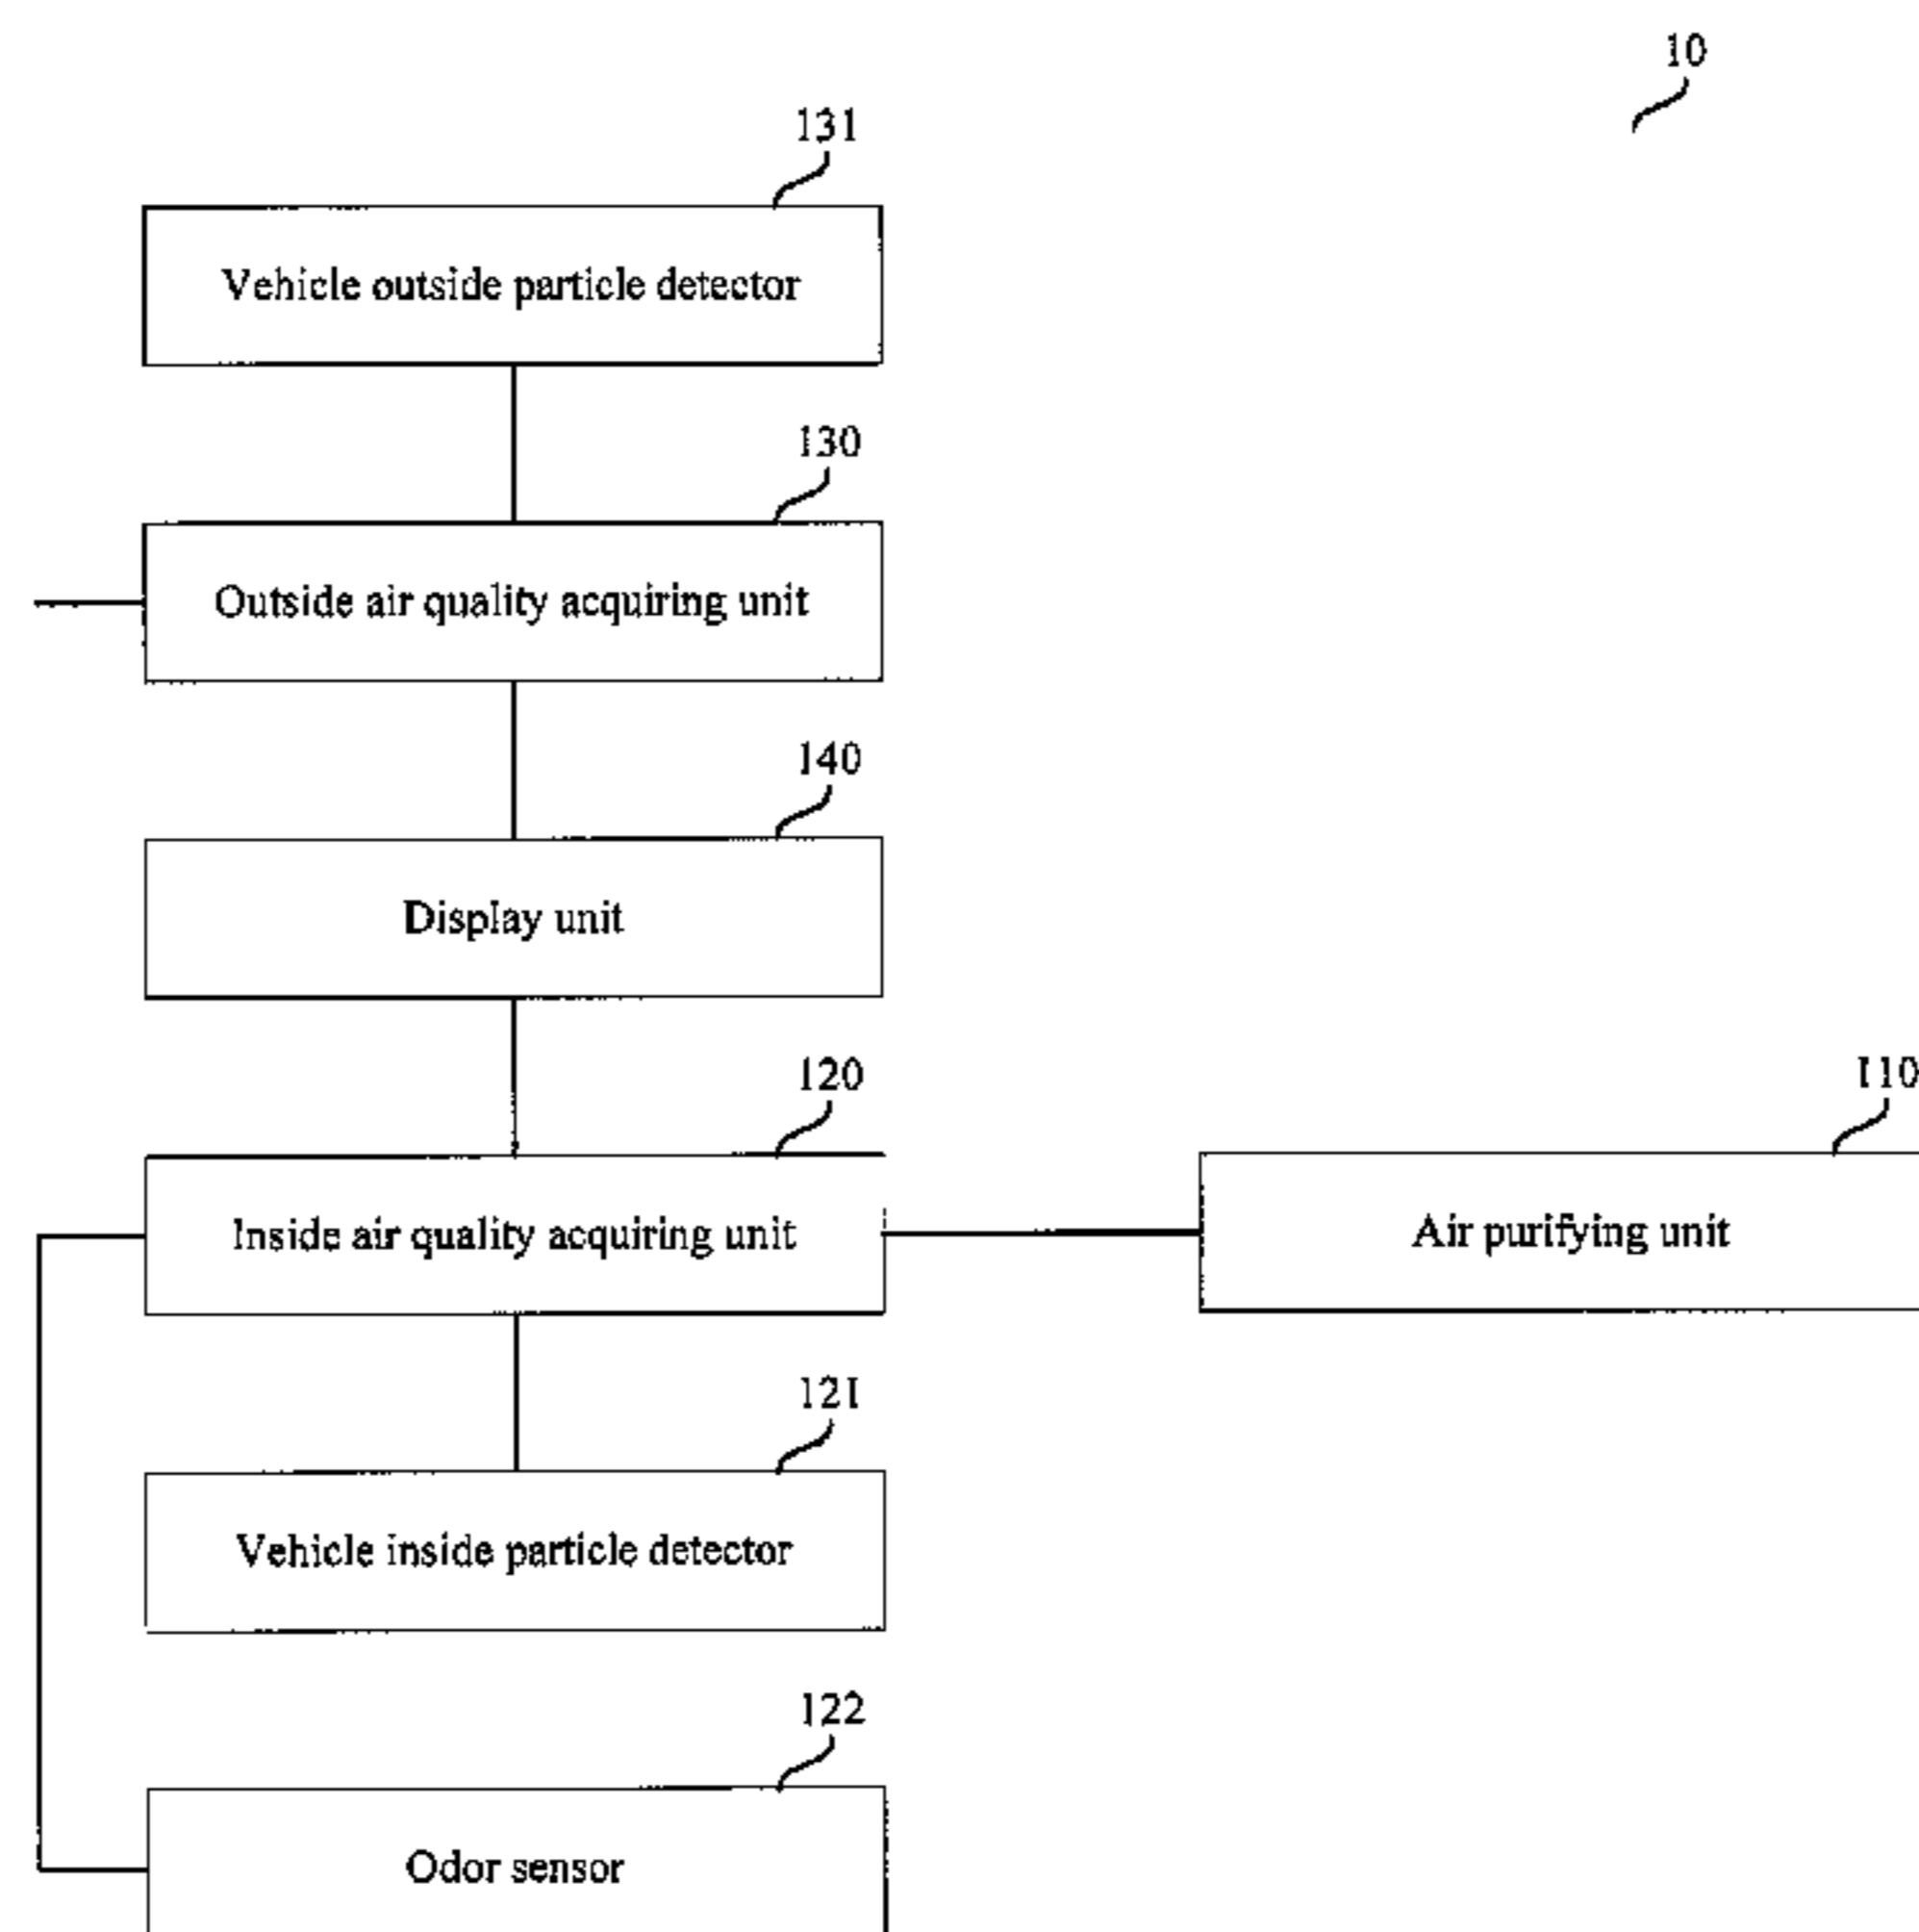 10
131
Vehicle outside particle detector
130
Outside air quality acquiring unit
140
Display unit
120
110
Inside air quality acquiring unit
Air purifying unit
121
Vehicle inside particle detector
122
Odor sensor